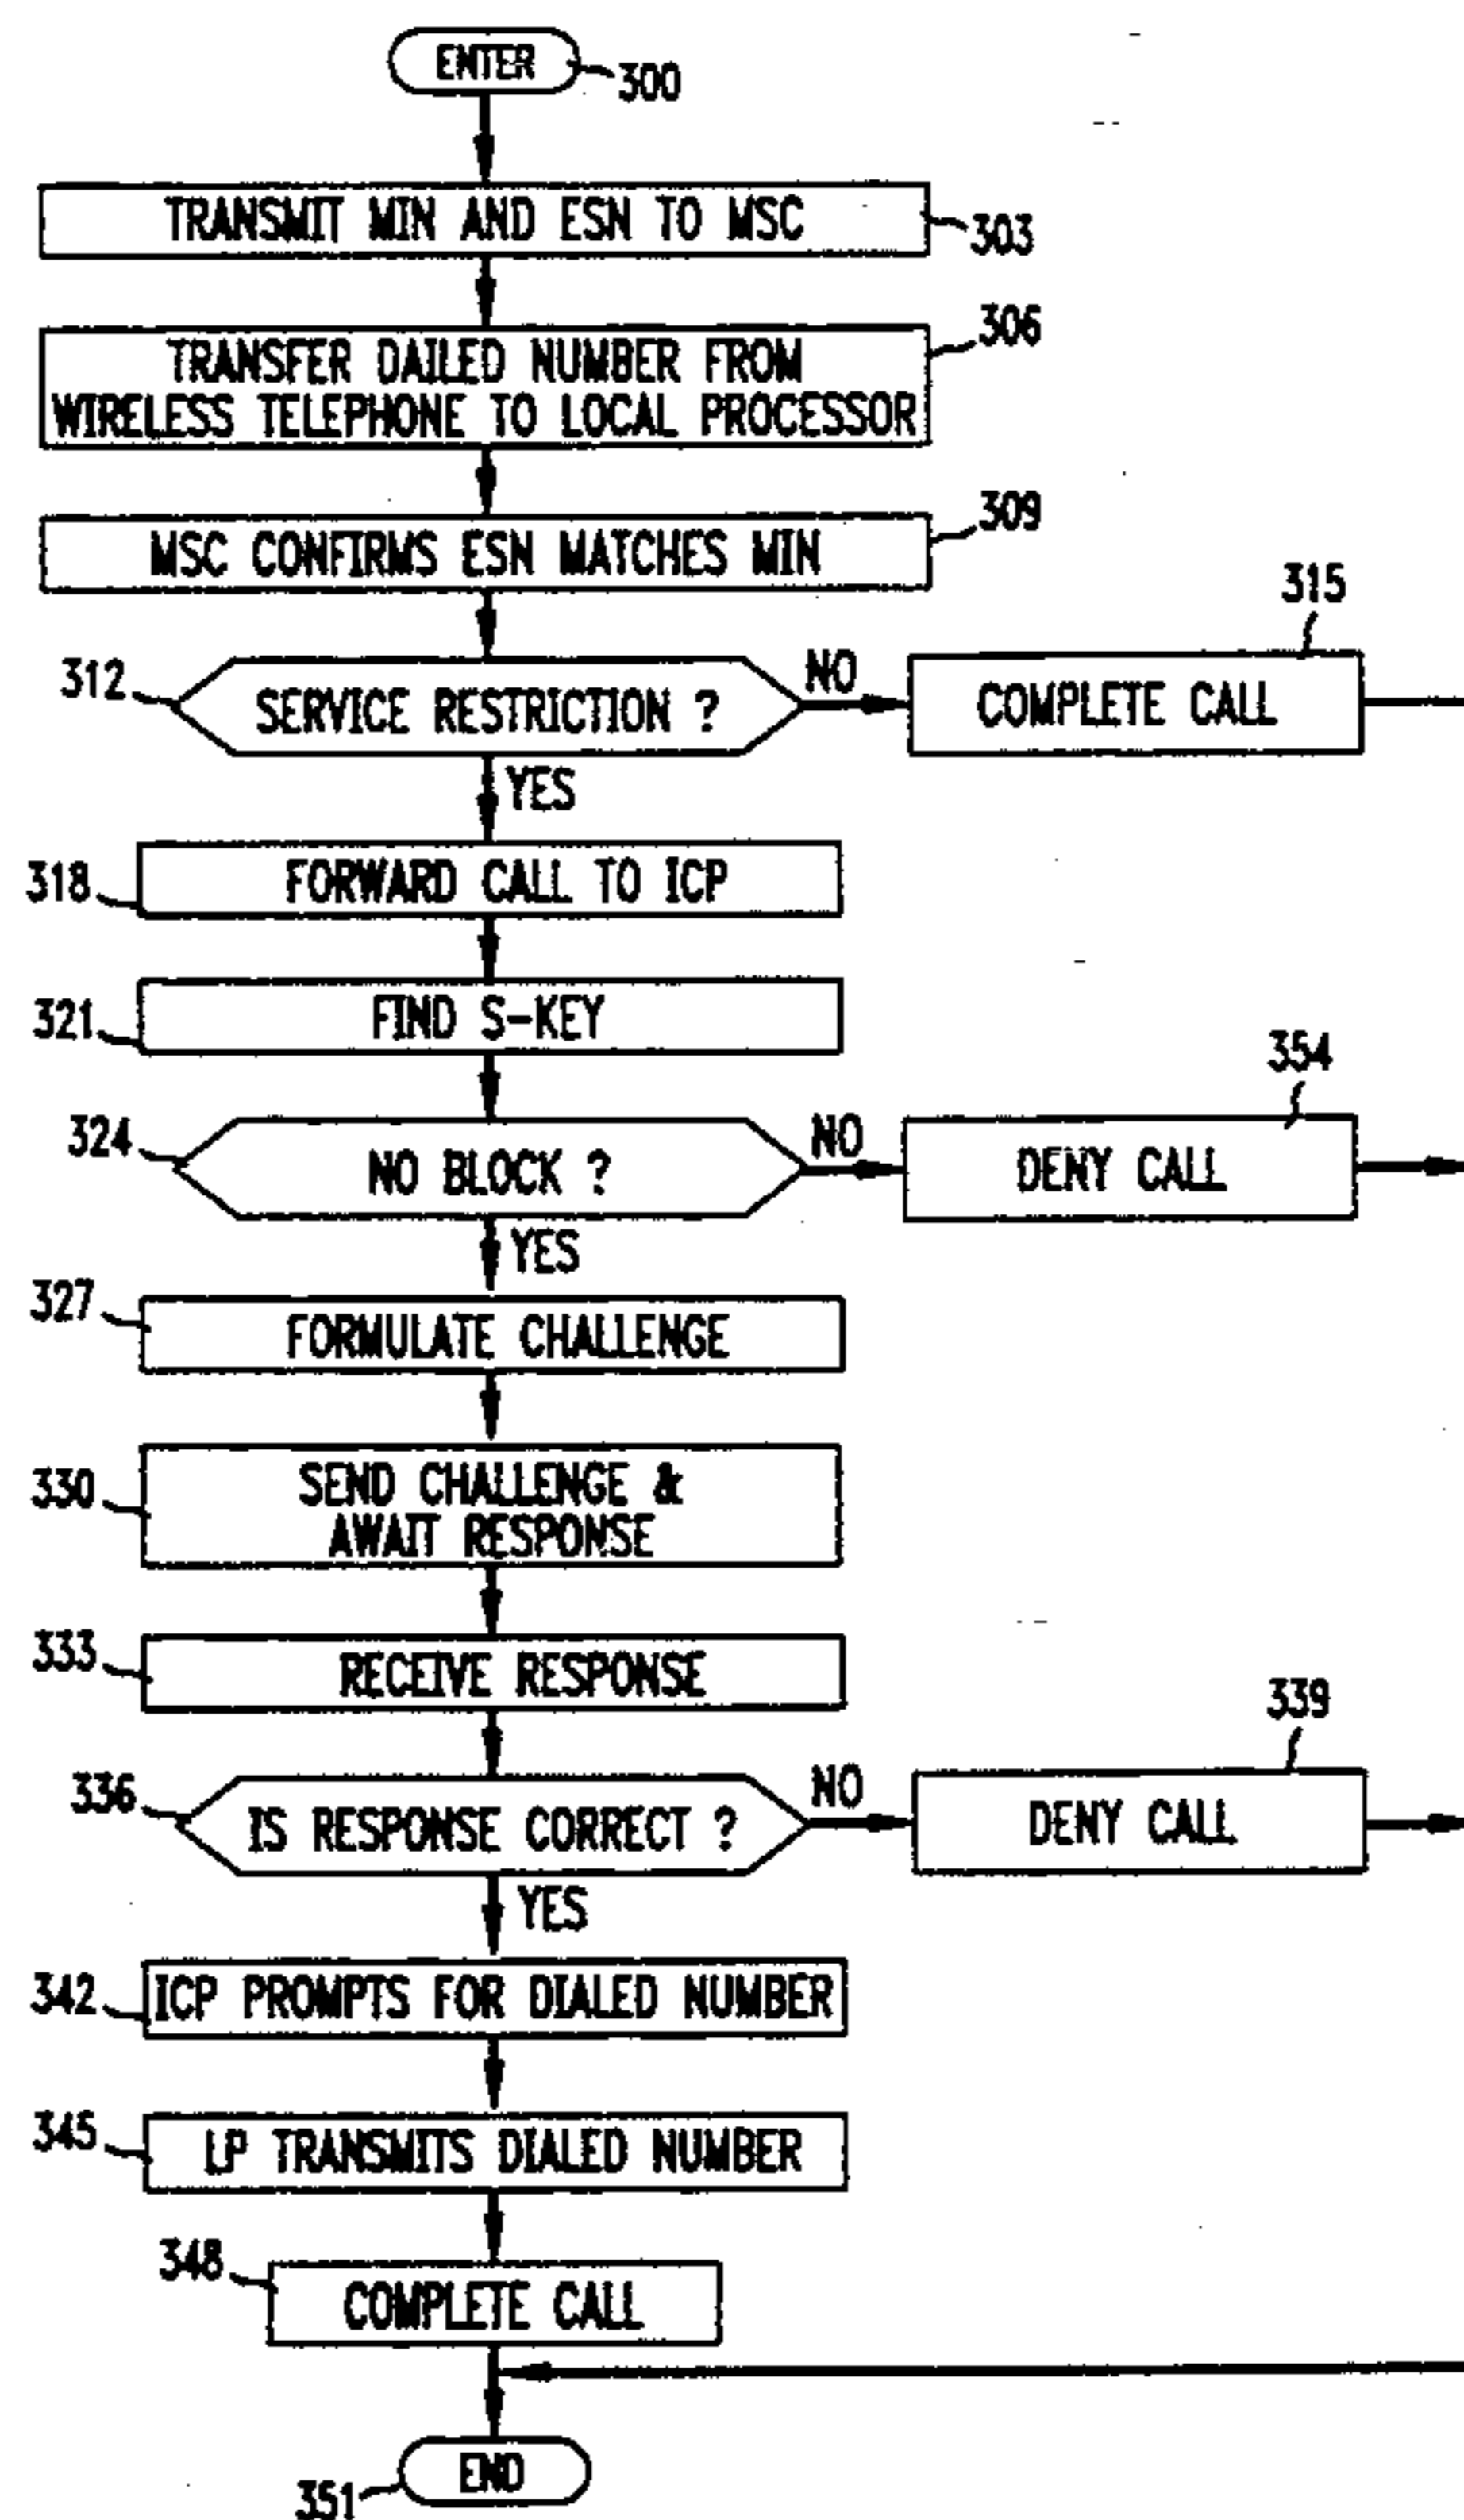 ENTER
300
TRANSMIT MIN AND ESN TO MSC
303
306
TRANSFER DAILED NUMBER FROM
WIRELESS TELEPHONE TO LOCAL PROCESSOR
309
MSC CONFIRMS ESN MATCHES MIN
315
312
SERVICE RESTRICTION ?
NO
COMPLETE CALL
YES
318
FORWARD CALL TO ICP
321
FIND S-KEY
354
324
NO BLOCK ?
NO
DENY CALL
YES
327
FORMULATE CHALLENGE
330
SEND CHALLENGE &
AWAIT RESPONSE
333
RECEIVE RESPONSE
339
336
IS RESPONSE CORRECT ?
NO
DENY CALL
YES
342
ICP PROMPTS FOR DIALED NUMBER
345
LP TRANSMITS DIALED NUMBER
348
COMPLETE CALL
END
351